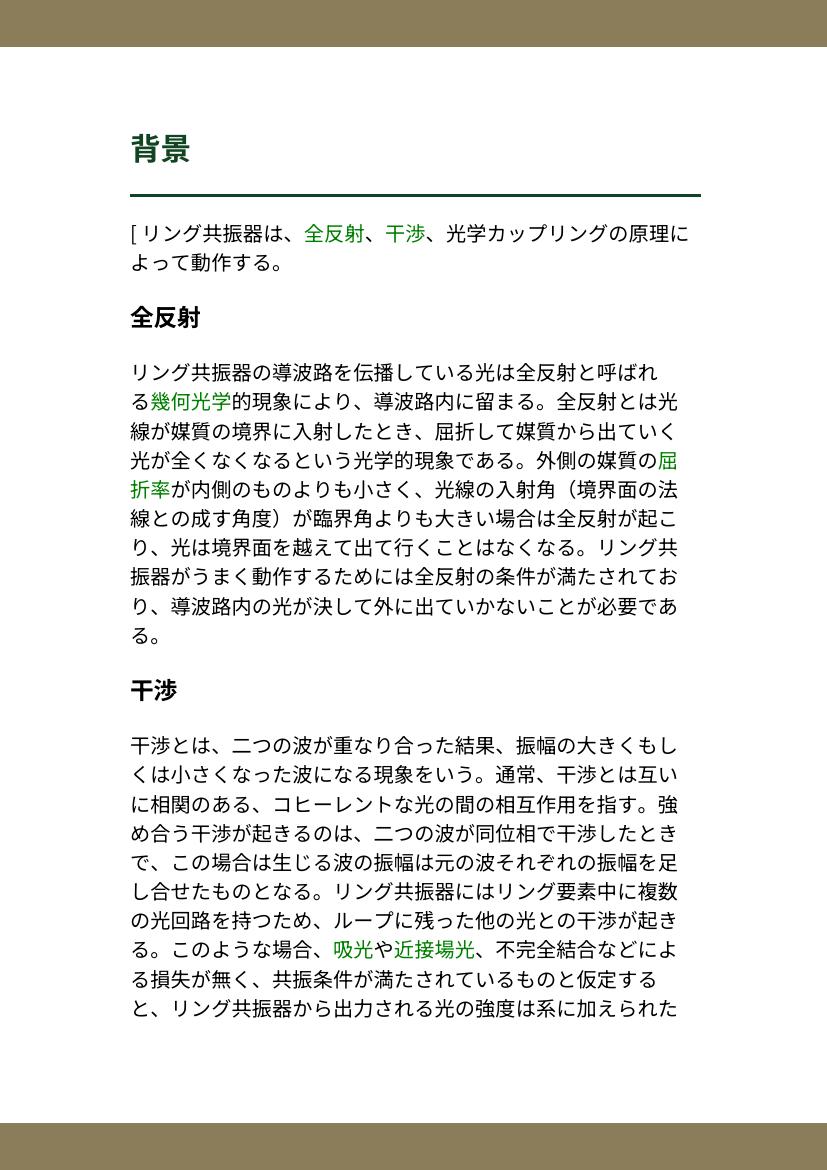 背景
[ リング共振器は、全反射、干渉、光学カップリングの原理に
よって動作する。
全反射
リング共振器の導波路を伝播している光は全反射と呼ばれ
る幾何光学的現象により、導波路内に留まる。全反射とは光
線が媒質の境界に入射したとき、屈折して媒質から出ていく
光が全くなくなるという光学的現象である。外側の媒質の屈
折率が内側のものよりも小さく、光線の入射角（境界面の法
線との成す角度）が臨界角よりも大きい場合は全反射が起こ
り、光は境界面を越えて出て行くことはなくなる。リング共
振器がうまく動作するためには全反射の条件が満たされてお
り、導波路内の光が決して外に出ていかないことが必要であ
る。
干渉
干渉とは、二つの波が重なり合った結果、振幅の大きくもし
くは小さくなった波になる現象をいう。通常、干渉とは互い
に相関のある、コヒーレントな光の間の相互作用を指す。強
め合う干渉が起きるのは、二つの波が同位相で干渉したとき
で、この場合は生じる波の振幅は元の波それぞれの振幅を足
し合せたものとなる。リング共振器にはリング要素中に複数
の光回路を持つため、ループに残った他の光との干渉が起き
る。このような場合、吸光や近接場光、不完全結合などによ
る損失が無く、共振条件が満たされているものと仮定する
と、リング共振器から出力される光の強度は系に加えられた